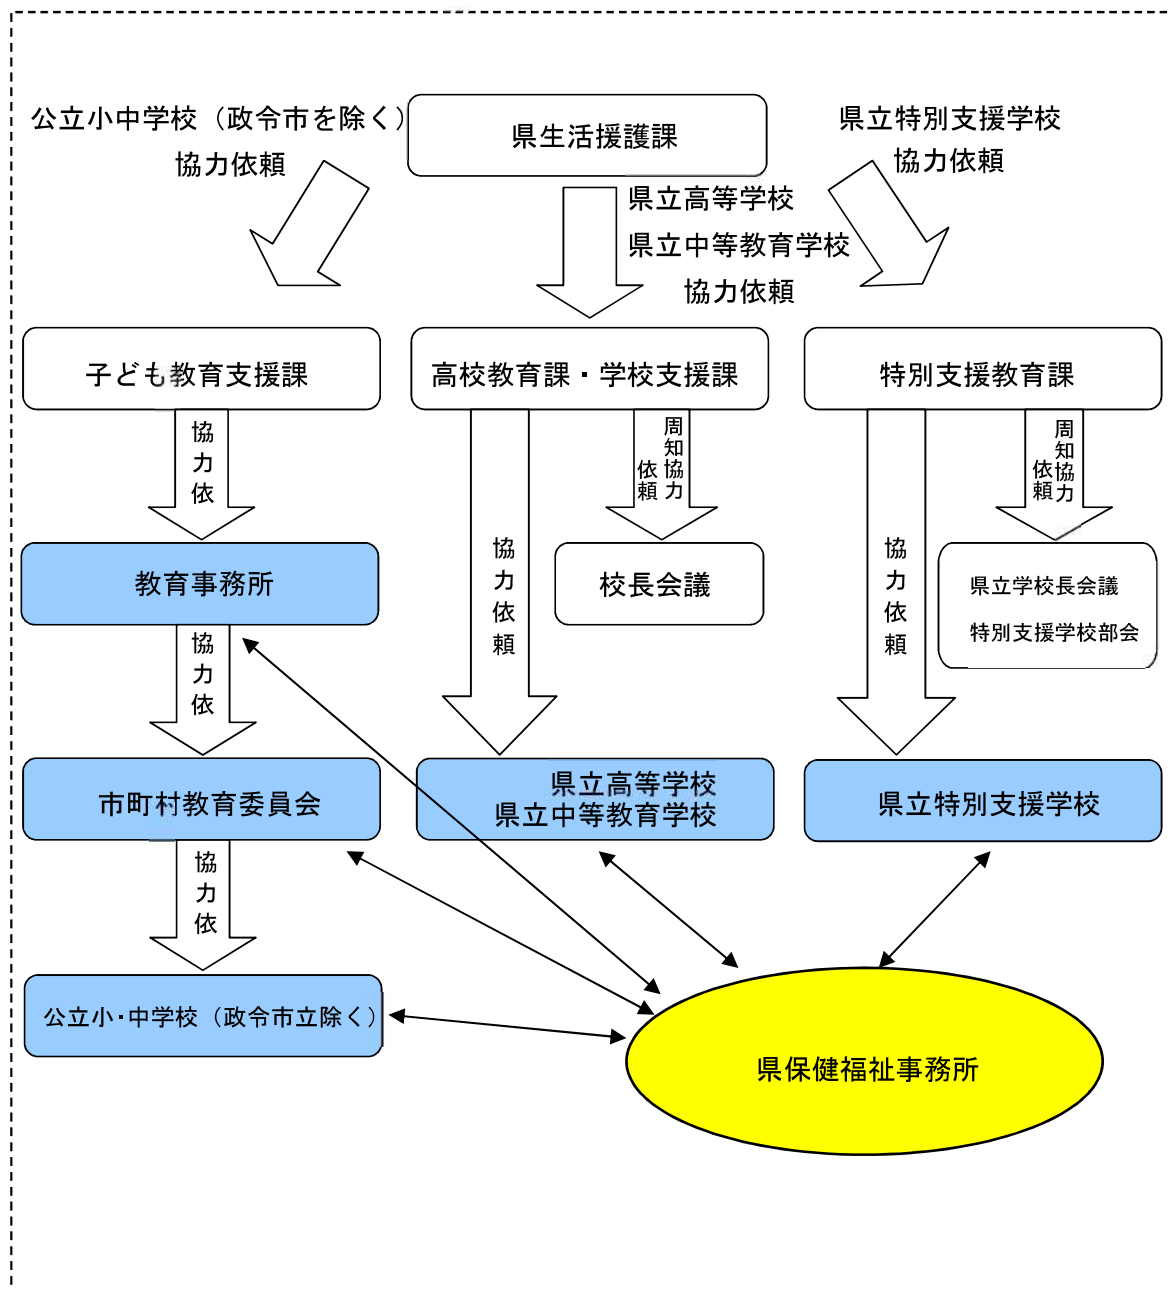 公立小中学校（政令市を除く）
協力依頼
県生活援護課
県立特別支援学校
協力依頼
県立高等学校
県立中等教育学校
協力依頼
子ども教育支援課
高校教育課・学校支援課
特別支援教育課
協力依
周知協力
依頼
周知協力
依頼
教育事務所
協力依頼
校長会議
協力依頼
県立学校長会議
特別支援学校部会
協力依
市町村教育委員会
県立高等学校
県立中等教育学校
県立特別支援学校
協力依
公立小・中学校（政令市立除く）
県保健福祉事務所